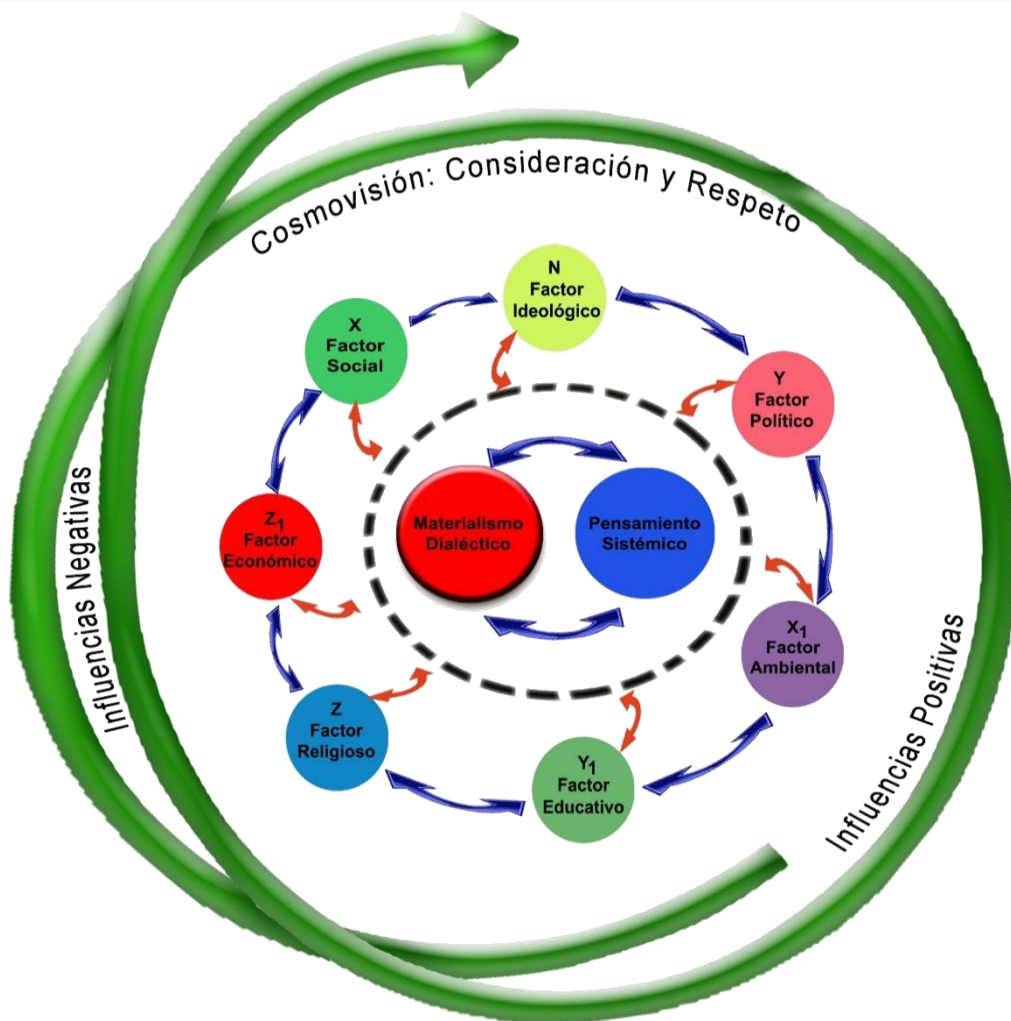 Cosmovisión: Consideración y Respeto
N
Factor
Ideológico
X
Factor
Social
Y
Factor
Político
Materialismo
Dialéctico
Pensamiento
Sistémico
Z1
Factor
Económico
X1
Factor
Ambiental
Z
Factor
Religioso
Y1
Factor
Educativo
Influencias Negativas
Influencias Positivas